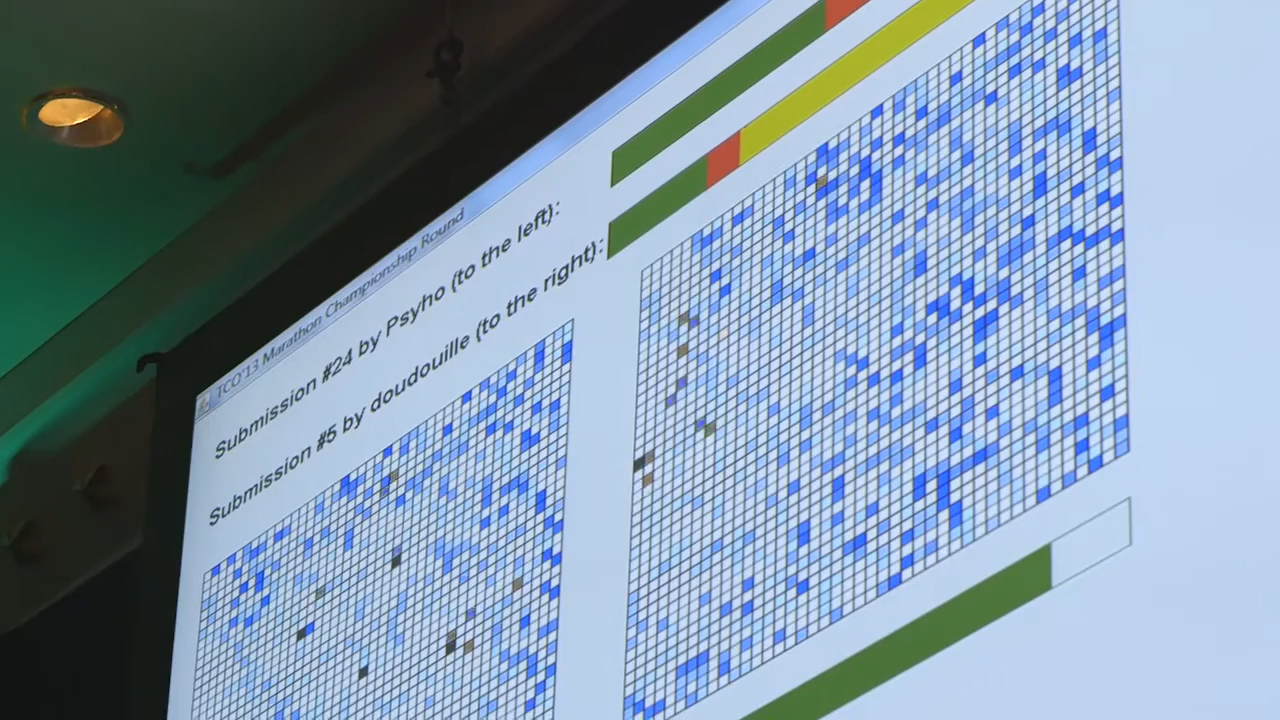 TCO'13 Marathon Championship Round
Submission #24 by Psyho (to the left):
Submission #5 by doudouille (to the right):